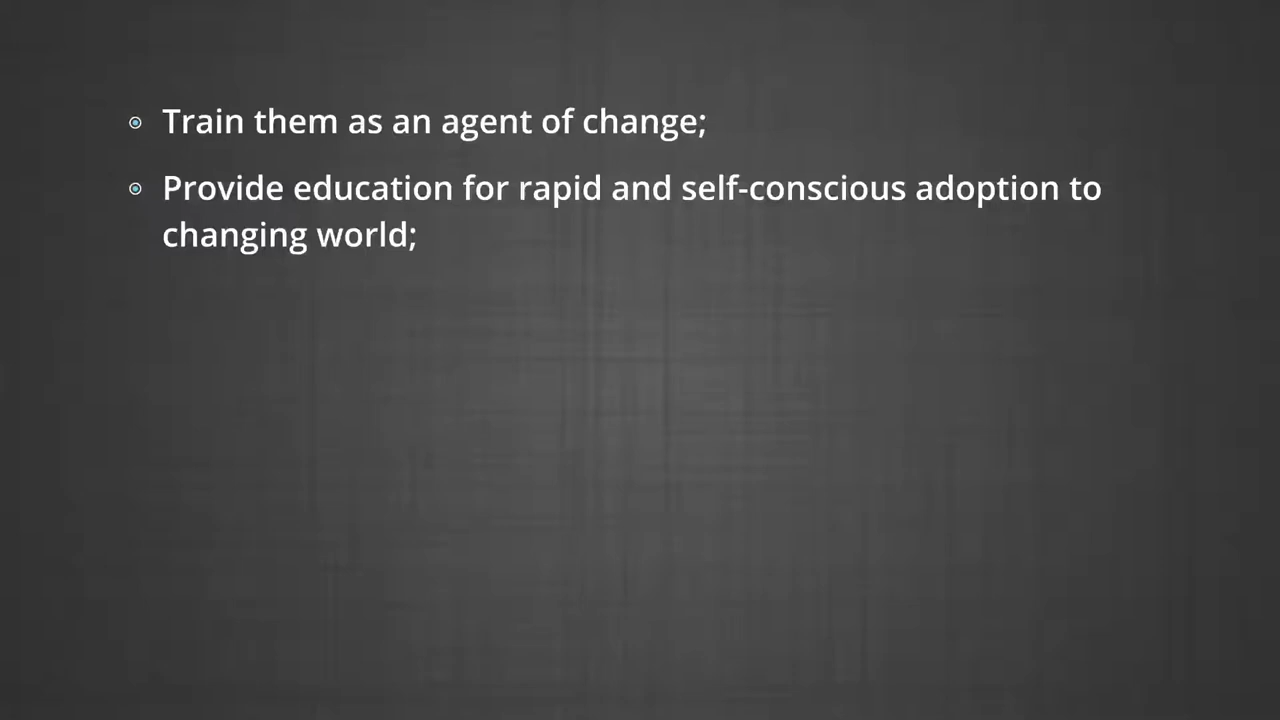 Train them as an agent of change;
Provide education for rapid and self-conscious adoption to
changing world;